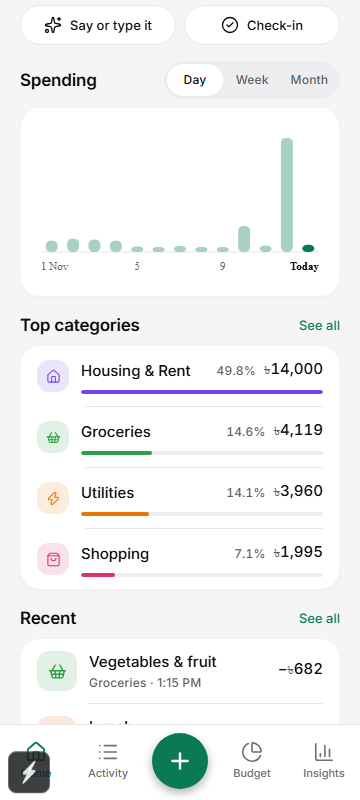 Say or type it
Check-in
Spending
Day
Week
Month
1 Nov
5
9
Today
Top categories
See all
Housing & Rent
49.8%
৳14,000
Groceries
14.6%
৳4,119
Utilities
14.1%
৳3,960
Shopping
7.1%
৳1,995
Recent
See all
Vegetables & fruit
−৳682
Groceries · 1:15 PM
Activity
Budget
Insights